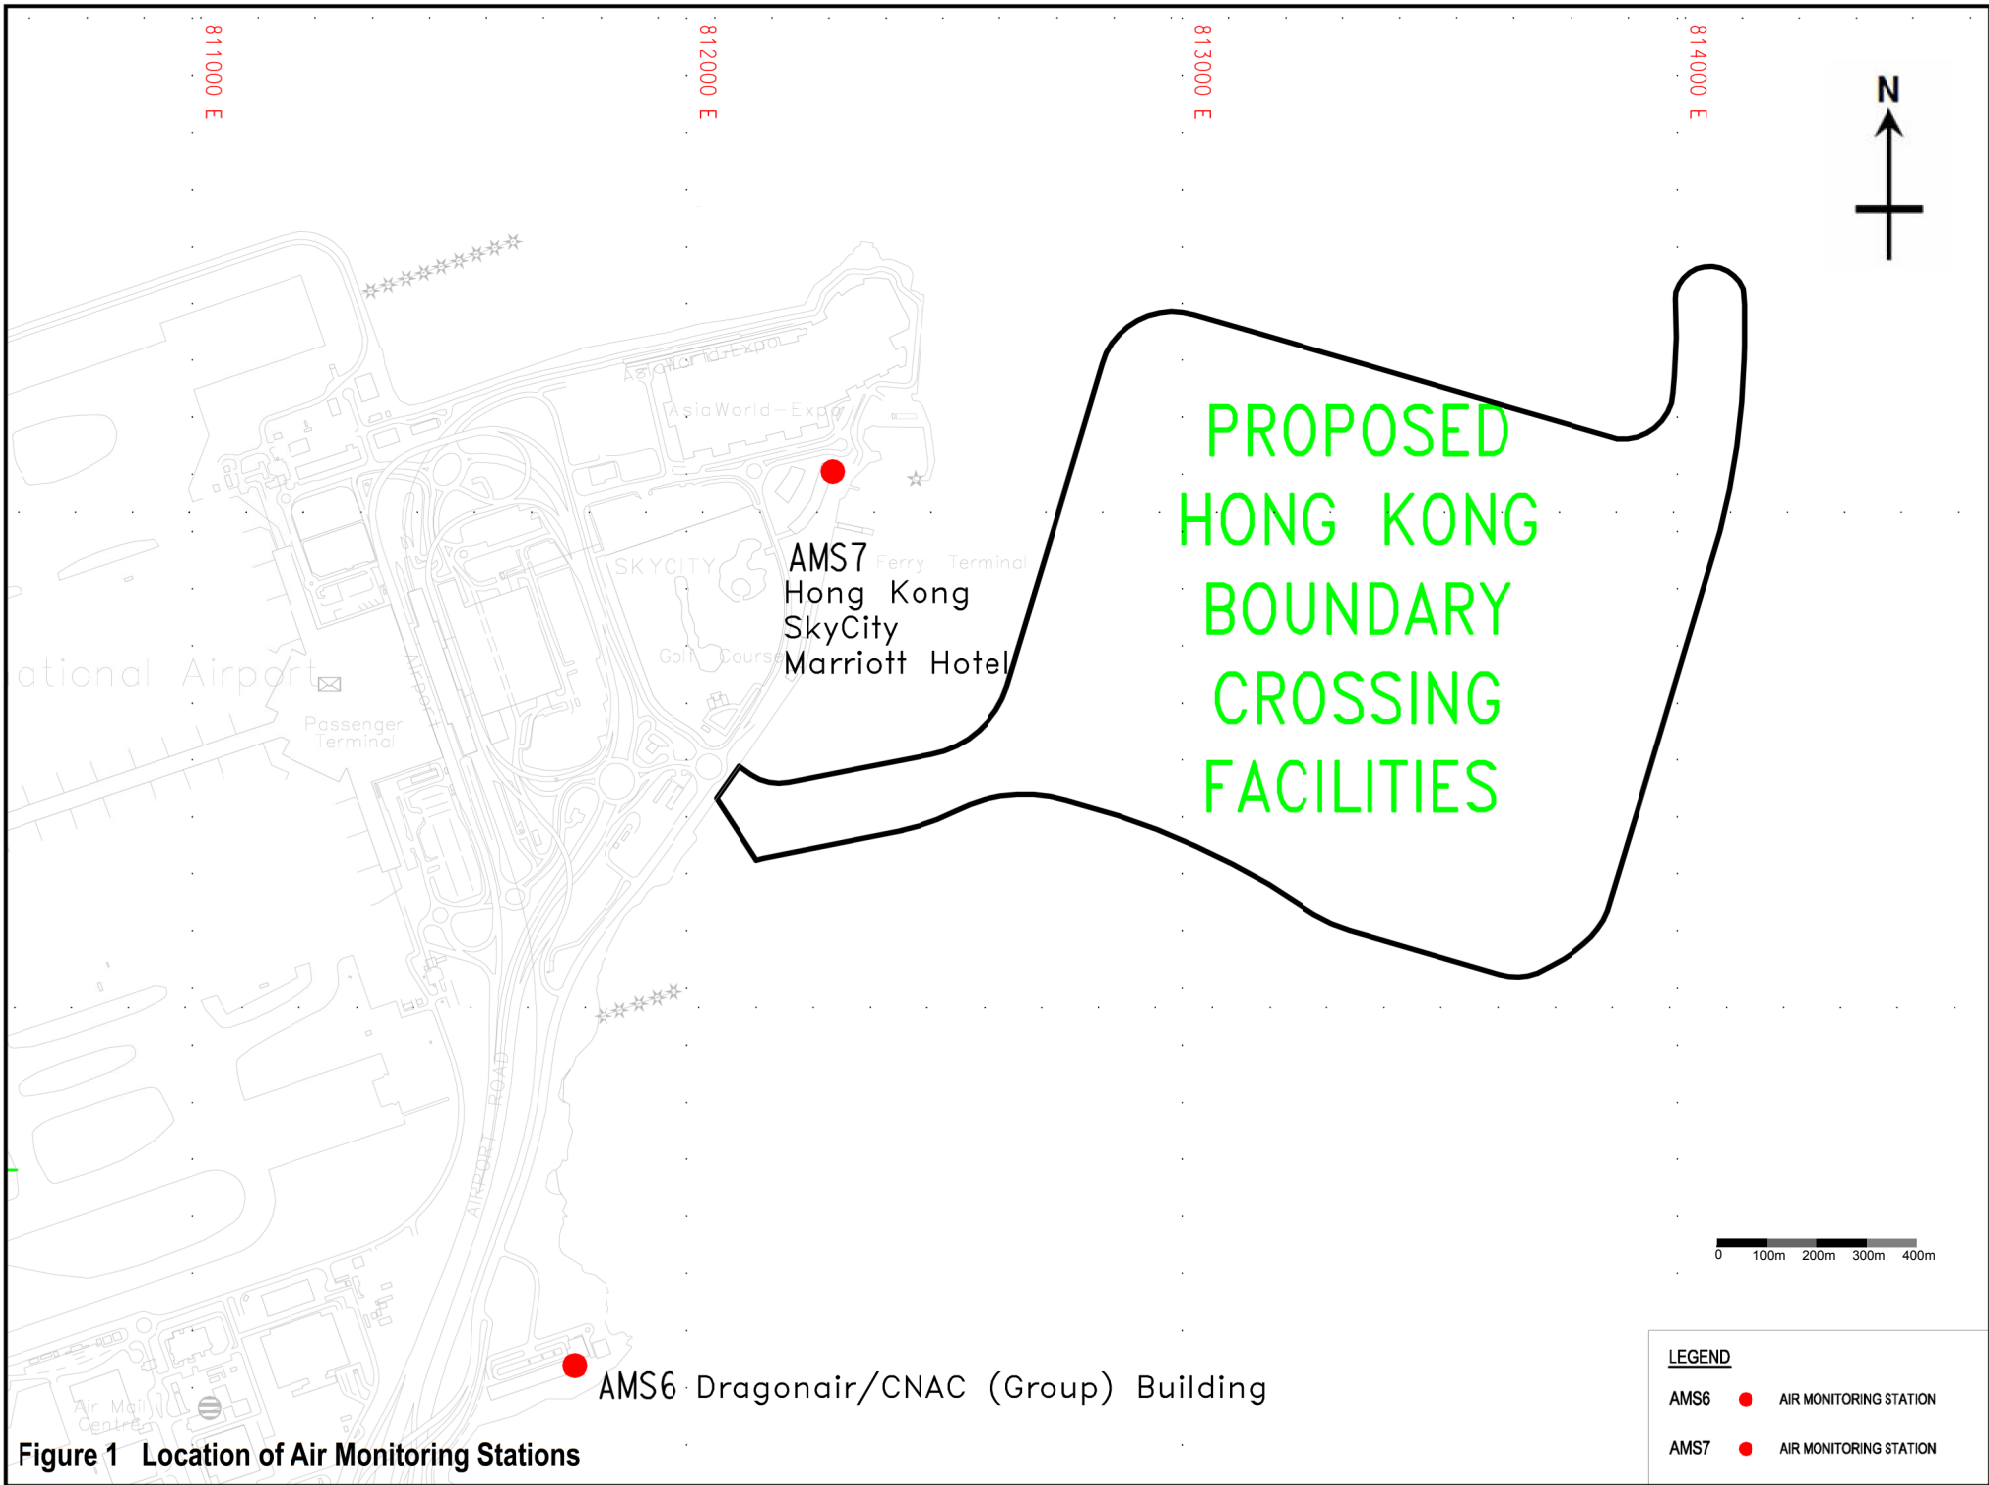 811000 E
812000 E
813000 E
814000 E
N
AsiaWorld-Expo
AsiaWorld-Expo
PROPOSED
HONG KONG
BOUNDARY
CROSSING
FACILITIES
SKYCITY
AMS7
Ferry Terminal
Hong Kong
SkyCity
Marriott Hotel
Golf Course
ational Airport
Airport
Passenger
Terminal
AIRPORT ROAD
0 100m 200m 300m 400m
AMS6 Dragonair/CNAC (Group) Building
Air Mail
Centre
Figure 1 Location of Air Monitoring Stations
LEGEND
AMS6 AIR MONITORING STATION
AMS7 AIR MONITORING STATION